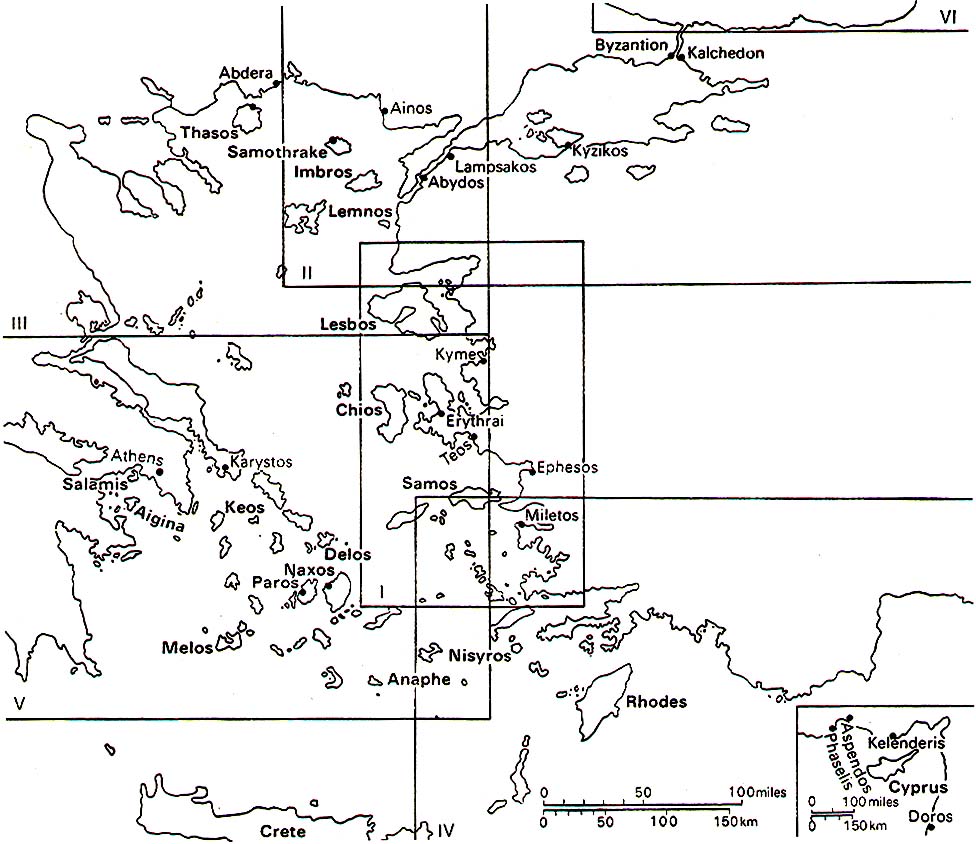 VI
Byzantion
Kalchedon
Abdera
Ainos
Thasos
Samothrake
Kyzikos
Imbros
Lampsakos
Abydos
Lemnos
II
III
Lesbos
Kyme
Chios
Erythrai
Teos
Athens
Karystos
Ephesos
Salamis
Samos
Aigina
Keos
Miletos
Delos
Naxos
Paros
I
Melos
Nisyros
Anaphe
V
Rhodes
Aspendos
Phaselis
Kelenderis
Cyprus
0 50 100 miles
0 50 100 150 km
0 100 miles
0 150 km
Doros
Crete
IV